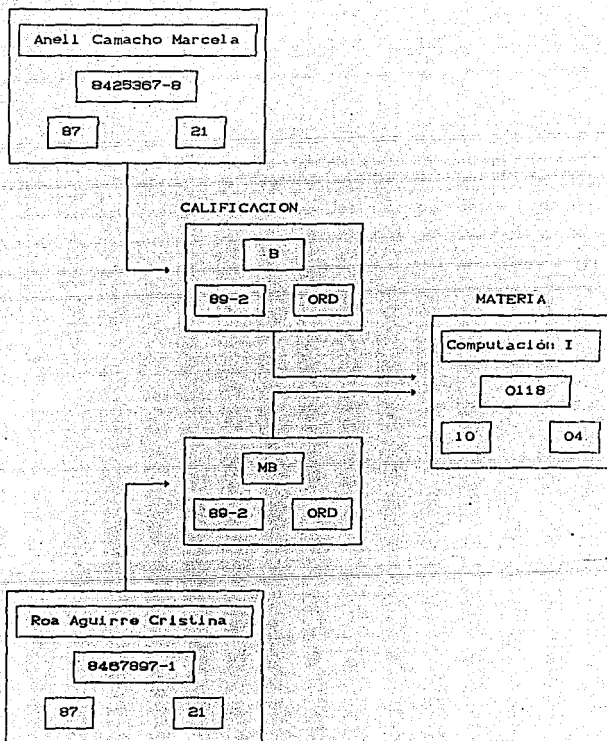 Anell Camacho Marcela
8425367-8
87 21
CALIFICACION
B
89-2 ORD
MATERIA
Computación I
0118
10 04
MB
89-2 ORD
Roa Aguirre Cristina
8467897-1
87 21